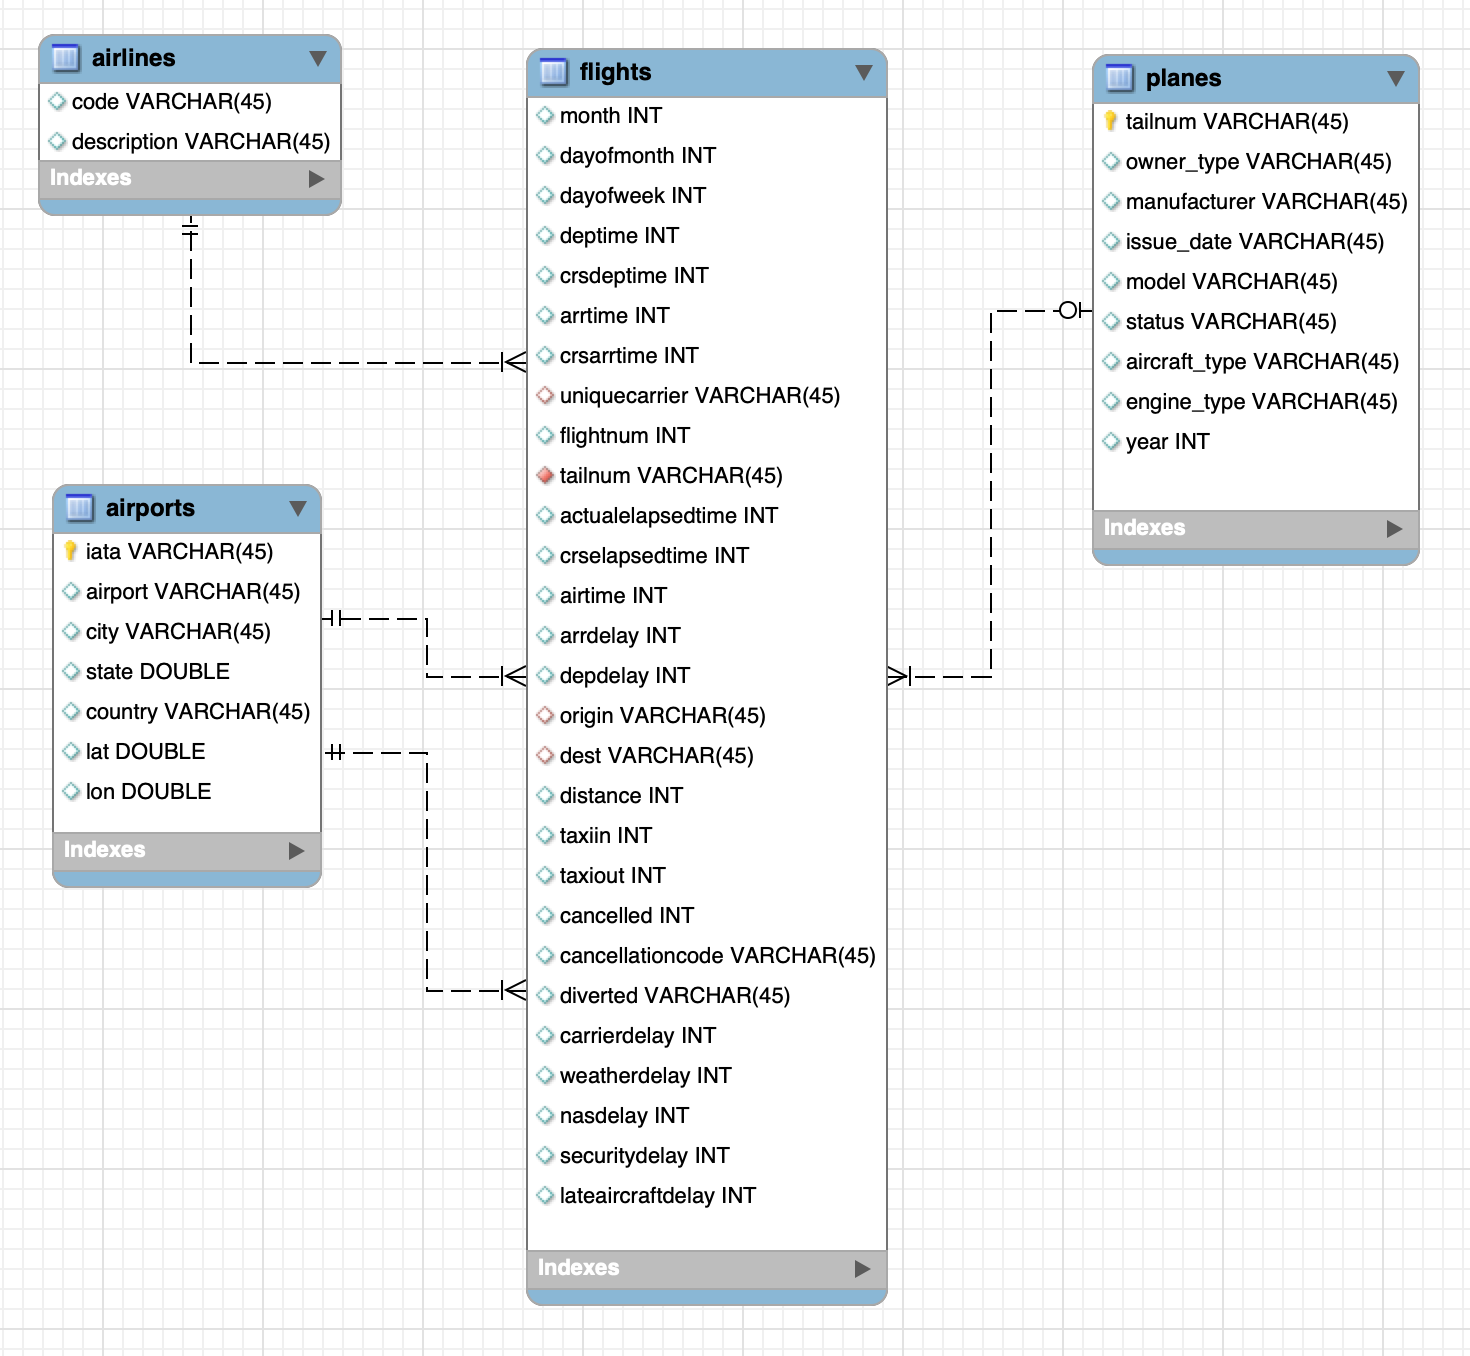 airlines
code VARCHAR(45)
description VARCHAR(45)
Indexes
airports
iata VARCHAR(45)
airport VARCHAR(45)
city VARCHAR(45)
state DOUBLE
country VARCHAR(45)
lat DOUBLE
lon DOUBLE
Indexes
flights
month INT
dayofmonth INT
dayofweek INT
deptime INT
crsdeptime INT
arrtime INT
crsarrtime INT
uniquecarrier VARCHAR(45)
flightnum INT
tailnum VARCHAR(45)
actualelapsedtime INT
crselapsedtime INT
airtime INT
arrdelay INT
depdelay INT
origin VARCHAR(45)
dest VARCHAR(45)
distance INT
taxiin INT
taxiout INT
cancelled INT
cancellationcode VARCHAR(45)
diverted VARCHAR(45)
carrierdelay INT
weatherdelay INT
nasdelay INT
securitydelay INT
lateaircraftdelay INT
Indexes
planes
tailnum VARCHAR(45)
owner_type VARCHAR(45)
manufacturer VARCHAR(45)
issue_date VARCHAR(45)
model VARCHAR(45)
status VARCHAR(45)
aircraft_type VARCHAR(45)
engine_type VARCHAR(45)
year INT
Indexes